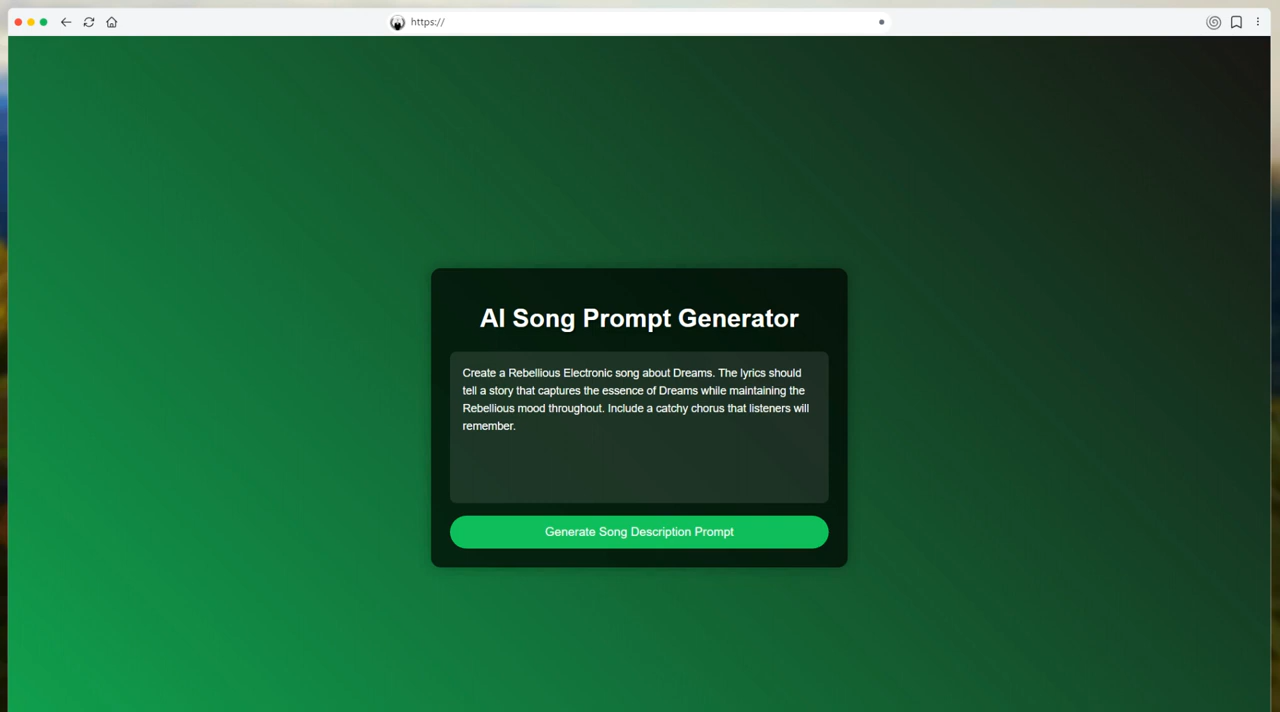 https://
AI Song Prompt Generator
Create a Rebellious Electronic song about Dreams. The lyrics should
tell a story that captures the essence of Dreams while maintaining the
Rebellious mood throughout. Include a catchy chorus that listeners will
remember.
Generate Song Description Prompt